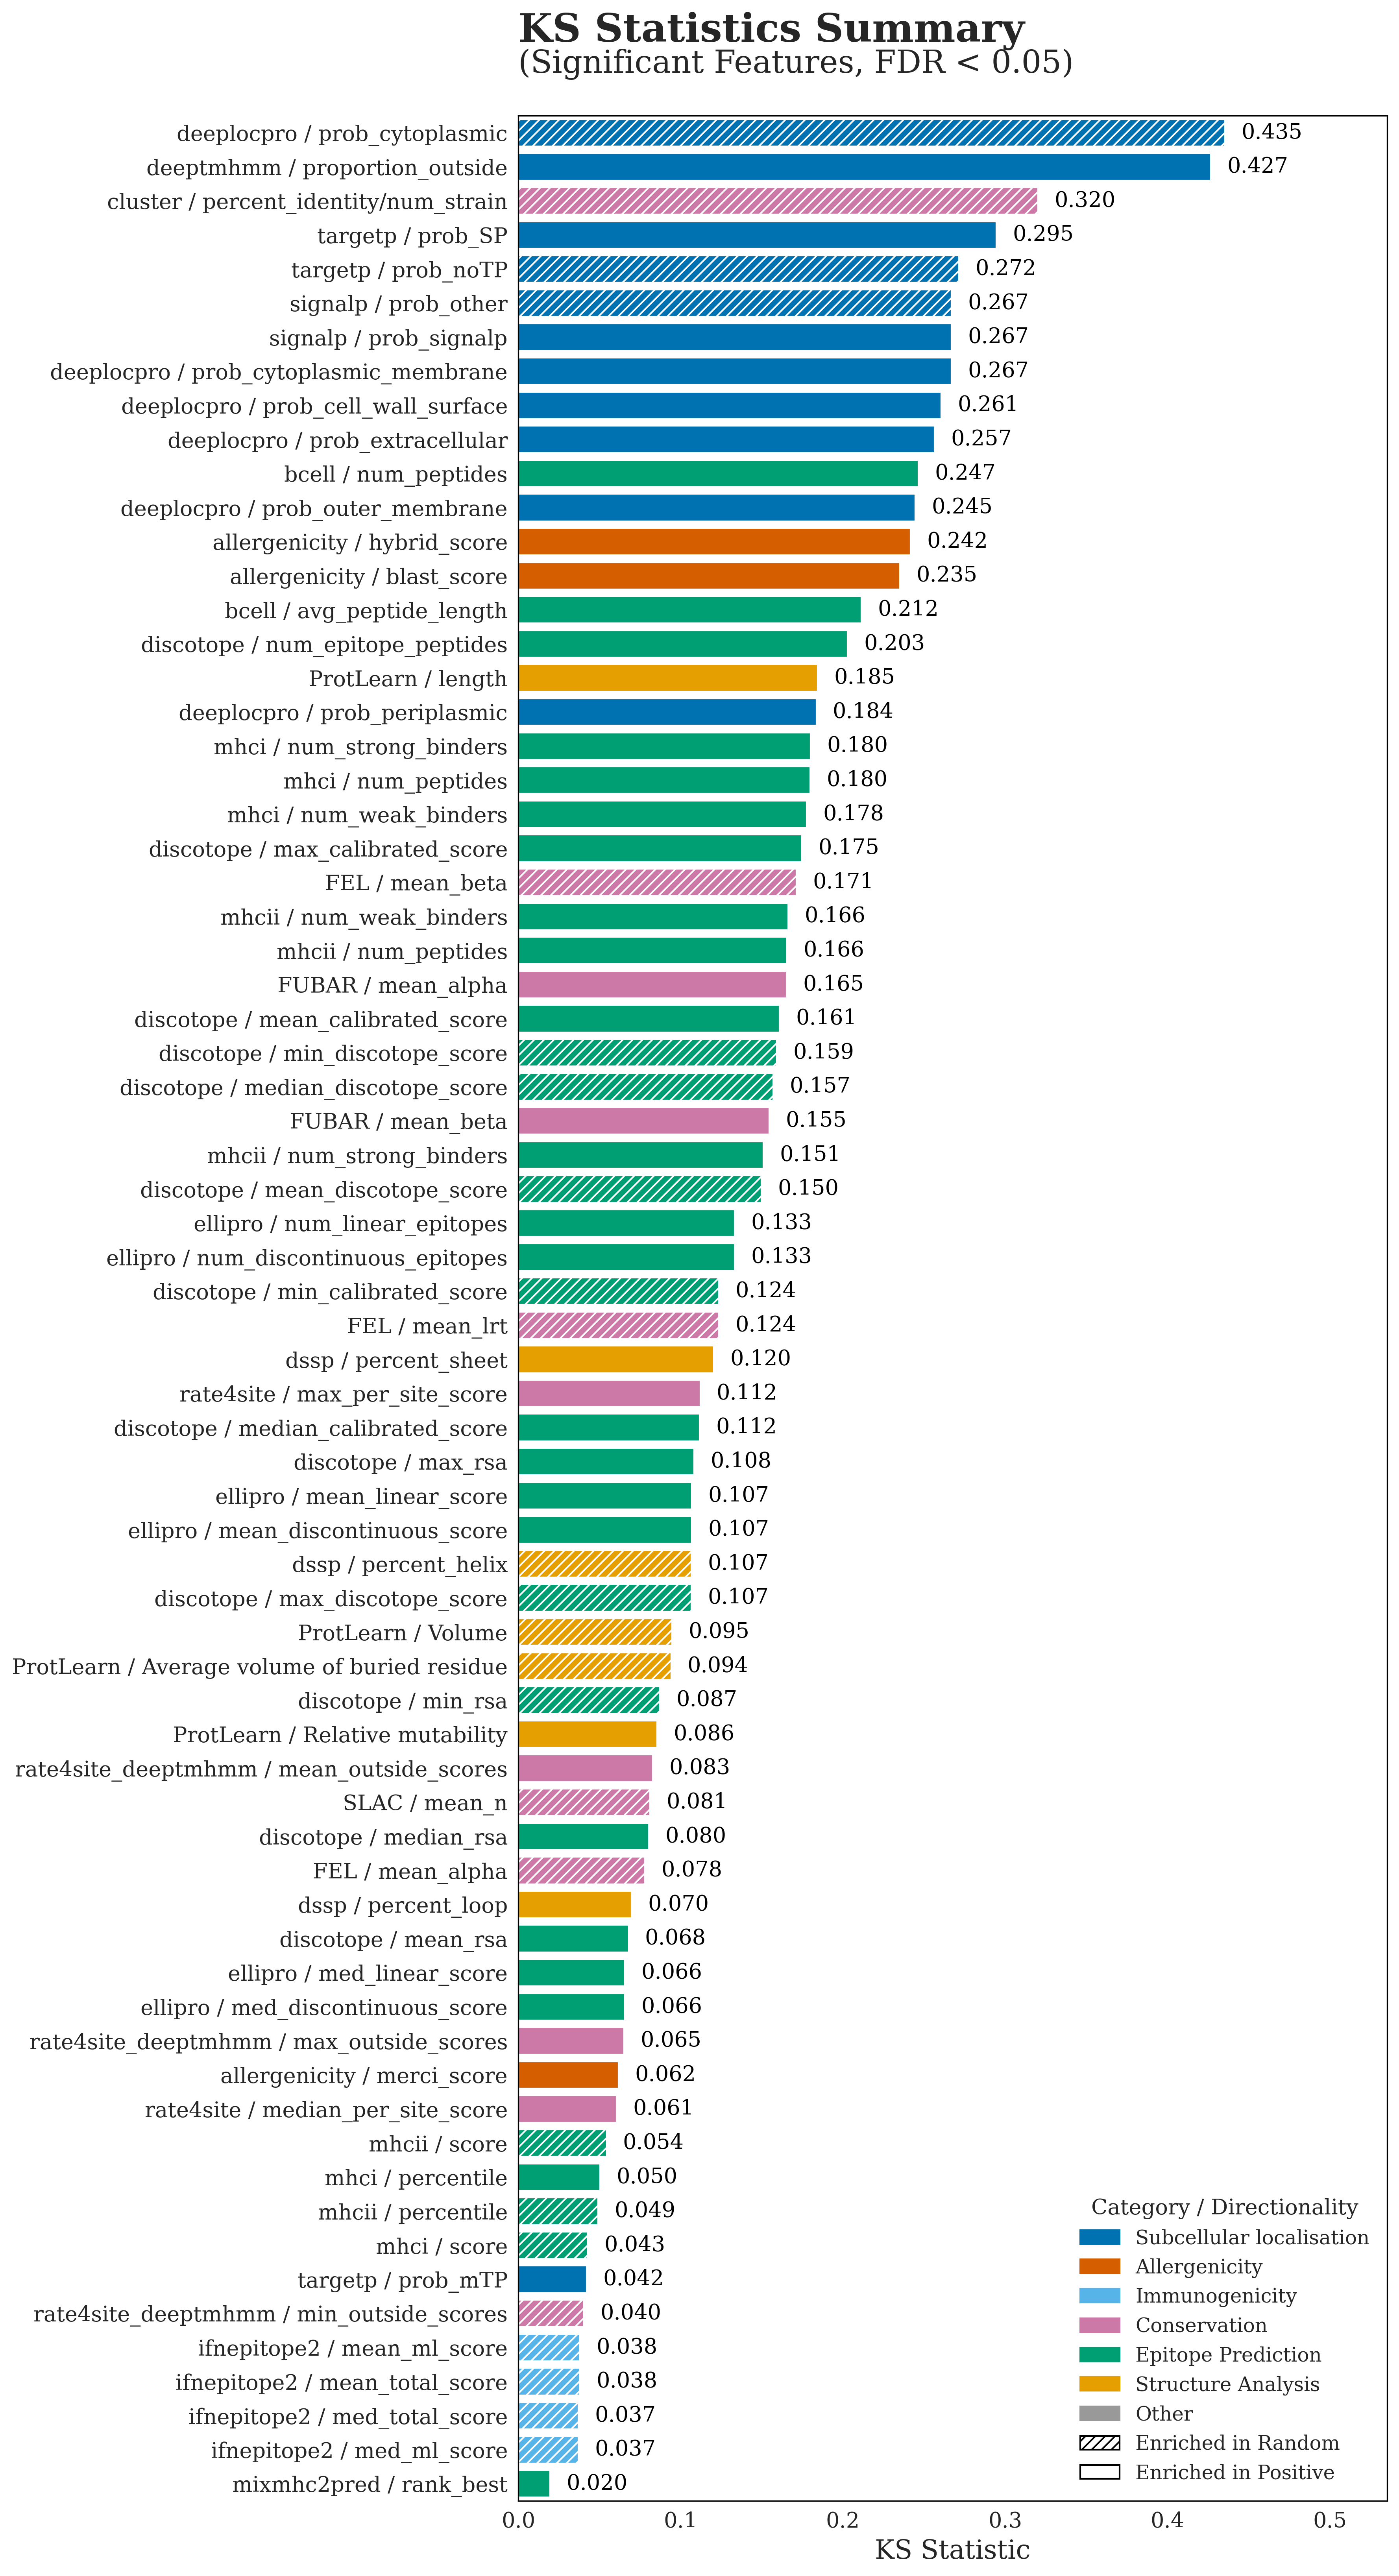 KS Statistics Summary
(Significant Features, FDR < 0.05)
deeplocpro / prob_cytoplasmic 0.435
deeptmhmm / proportion_outside 0.427
cluster / percent_identity/num_strain 0.320
targetp / prob_SP 0.295
targetp / prob_noTP 0.272
signalp / prob_other 0.267
signalp / prob_signalp 0.267
deeplocpro / prob_cytoplasmic_membrane 0.267
deeplocpro / prob_cell_wall_surface 0.261
deeplocpro / prob_extracellular 0.257
bcell / num_peptides 0.247
deeplocpro / prob_outer_membrane 0.245
allergenicity / hybrid_score 0.242
allergenicity / blast_score 0.235
bcell / avg_peptide_length 0.212
discotope / num_epitope_peptides 0.203
ProtLearn / length 0.185
deeplocpro / prob_periplasmic 0.184
mhci / num_strong_binders 0.180
mhci / num_peptides 0.180
mhci / num_weak_binders 0.178
discotope / max_calibrated_score 0.175
FEL / mean_beta 0.171
mhcii / num_weak_binders 0.166
mhcii / num_peptides 0.166
FUBAR / mean_alpha 0.165
discotope / mean_calibrated_score 0.161
discotope / min_discotope_score 0.159
discotope / median_discotope_score 0.157
FUBAR / mean_beta 0.155
mhcii / num_strong_binders 0.151
discotope / mean_discotope_score 0.150
ellipro / num_linear_epitopes 0.133
ellipro / num_discontinuous_epitopes 0.133
discotope / min_calibrated_score 0.124
FEL / mean_lrt 0.124
dssp / percent_sheet 0.120
rate4site / max_per_site_score 0.112
discotope / median_calibrated_score 0.112
discotope / max_rsa 0.108
ellipro / mean_linear_score 0.107
ellipro / mean_discontinuous_score 0.107
dssp / percent_helix 0.107
discotope / max_discotope_score 0.107
ProtLearn / Volume 0.095
ProtLearn / Average volume of buried residue 0.094
discotope / min_rsa 0.087
ProtLearn / Relative mutability 0.086
rate4site_deeptmhmm / mean_outside_scores 0.083
SLAC / mean_n 0.081
discotope / median_rsa 0.080
FEL / mean_alpha 0.078
dssp / percent_loop 0.070
discotope / mean_rsa 0.068
ellipro / med_linear_score 0.066
ellipro / med_discontinuous_score 0.066
rate4site_deeptmhmm / max_outside_scores 0.065
allergenicity / merci_score 0.062
rate4site / median_per_site_score 0.061
mhcii / score 0.054
mhci / percentile 0.050
mhcii / percentile 0.049
mhci / score 0.043
targetp / prob_mTP 0.042
rate4site_deeptmhmm / min_outside_scores 0.040
ifnepitope2 / mean_ml_score 0.038
ifnepitope2 / mean_total_score 0.038
ifnepitope2 / med_total_score 0.037
ifnepitope2 / med_ml_score 0.037
mixmhc2pred / rank_best 0.020
Category / Directionality
Subcellular localisation
Allergenicity
Immunogenicity
Conservation
Epitope Prediction
Structure Analysis
Other
Enriched in Random
Enriched in Positive
0.0 0.1 0.2 0.3 0.4 0.5
KS Statistic